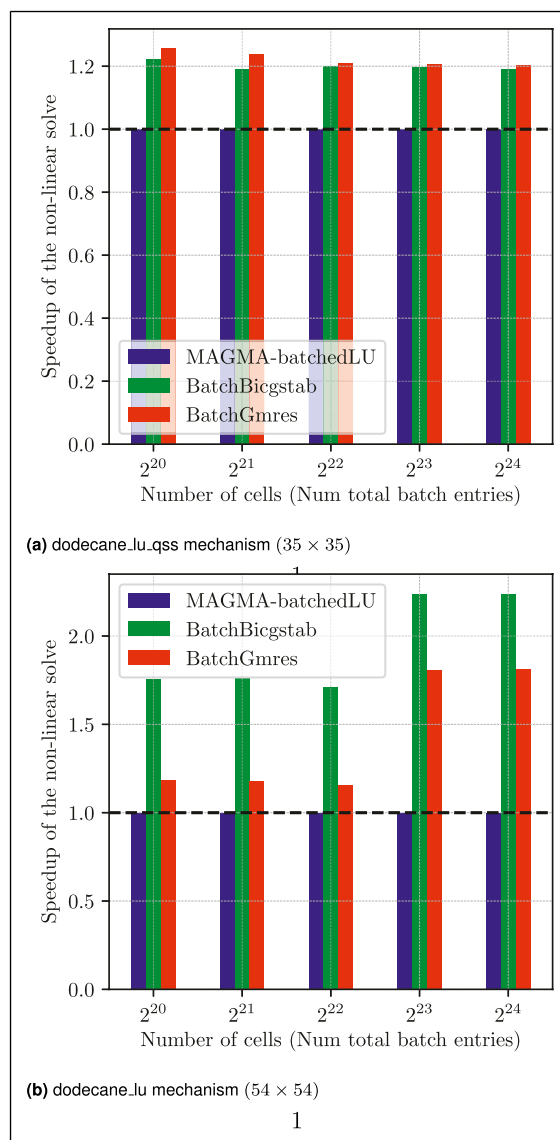 1.2
1.0
0.8
0.6
0.4
0.2
0.0
Speedup of the non-linear solve
MAGMA-batchedLU
BatchBicgstab
BatchGmres
2^20 2^21 2^22 2^23 2^24
Number of cells (Num total batch entries)
(a) dodecane_lu_qss mechanism (35 × 35)
1
2.0
1.5
1.0
0.5
0.0
Speedup of the non-linear solve
MAGMA-batchedLU
BatchBicgstab
BatchGmres
2^20 2^21 2^22 2^23 2^24
Number of cells (Num total batch entries)
(b) dodecane_lu mechanism (54 × 54)
1